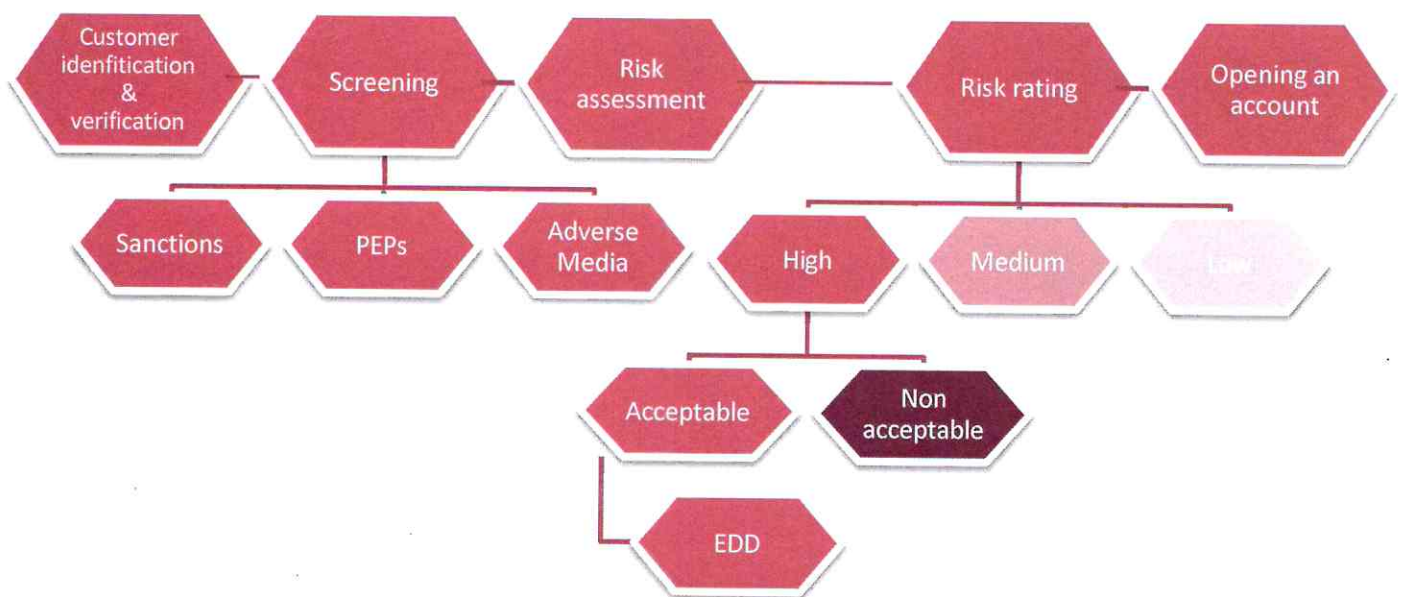 Customer
idenfitication
&
verification
Screening
Risk
assessment
Risk rating
Opening an
account
Sanctions
PEPs
Adverse
Media
High
Medium
Low
Acceptable
Non
acceptable
EDD